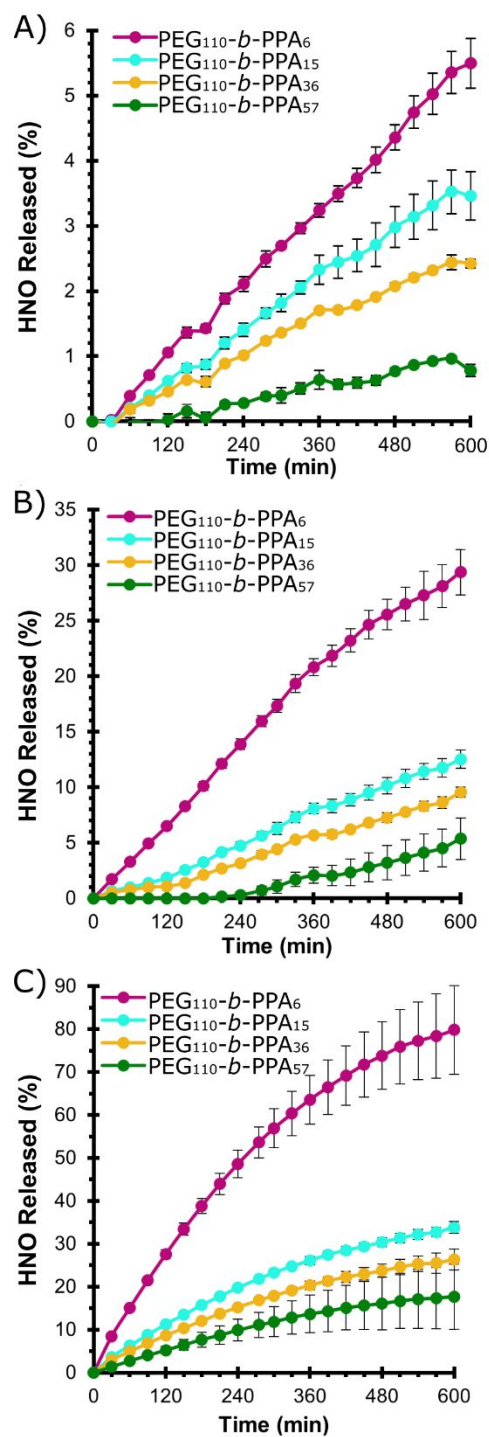 A)
PEG₁₁₀-b-PPA₆
PEG₁₁₀-b-PPA₁₅
PEG₁₁₀-b-PPA₃₆
PEG₁₁₀-b-PPA₅₇
HNO Released (%)
6
5
4
3
2
1
0
0 120 240 360 480 600
Time (min)
B)
PEG₁₁₀-b-PPA₆
PEG₁₁₀-b-PPA₁₅
PEG₁₁₀-b-PPA₃₆
PEG₁₁₀-b-PPA₅₇
HNO Released (%)
35
30
25
20
15
10
5
0
0 120 240 360 480 600
Time (min)
C)
PEG₁₁₀-b-PPA₆
PEG₁₁₀-b-PPA₁₅
PEG₁₁₀-b-PPA₃₆
PEG₁₁₀-b-PPA₅₇
HNO Released (%)
90
80
70
60
50
40
30
20
10
0
0 120 240 360 480 600
Time (min)